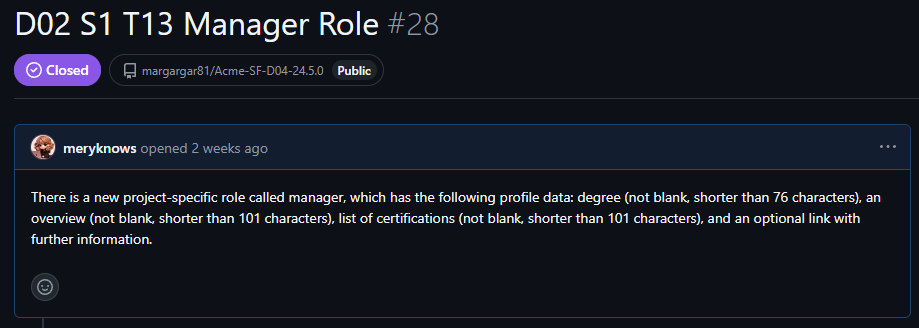 D02 S1 T13 Manager Role #28
Closed
margargar81/Acme-SF-D04-24.5.0
Public
meryknows opened 2 weeks ago
There is a new project-specific role called manager, which has the following profile data: degree (not blank, shorter than 76 characters), an
overview (not blank, shorter than 101 characters), list of certifications (not blank, shorter than 101 characters), and an optional link with
further information.